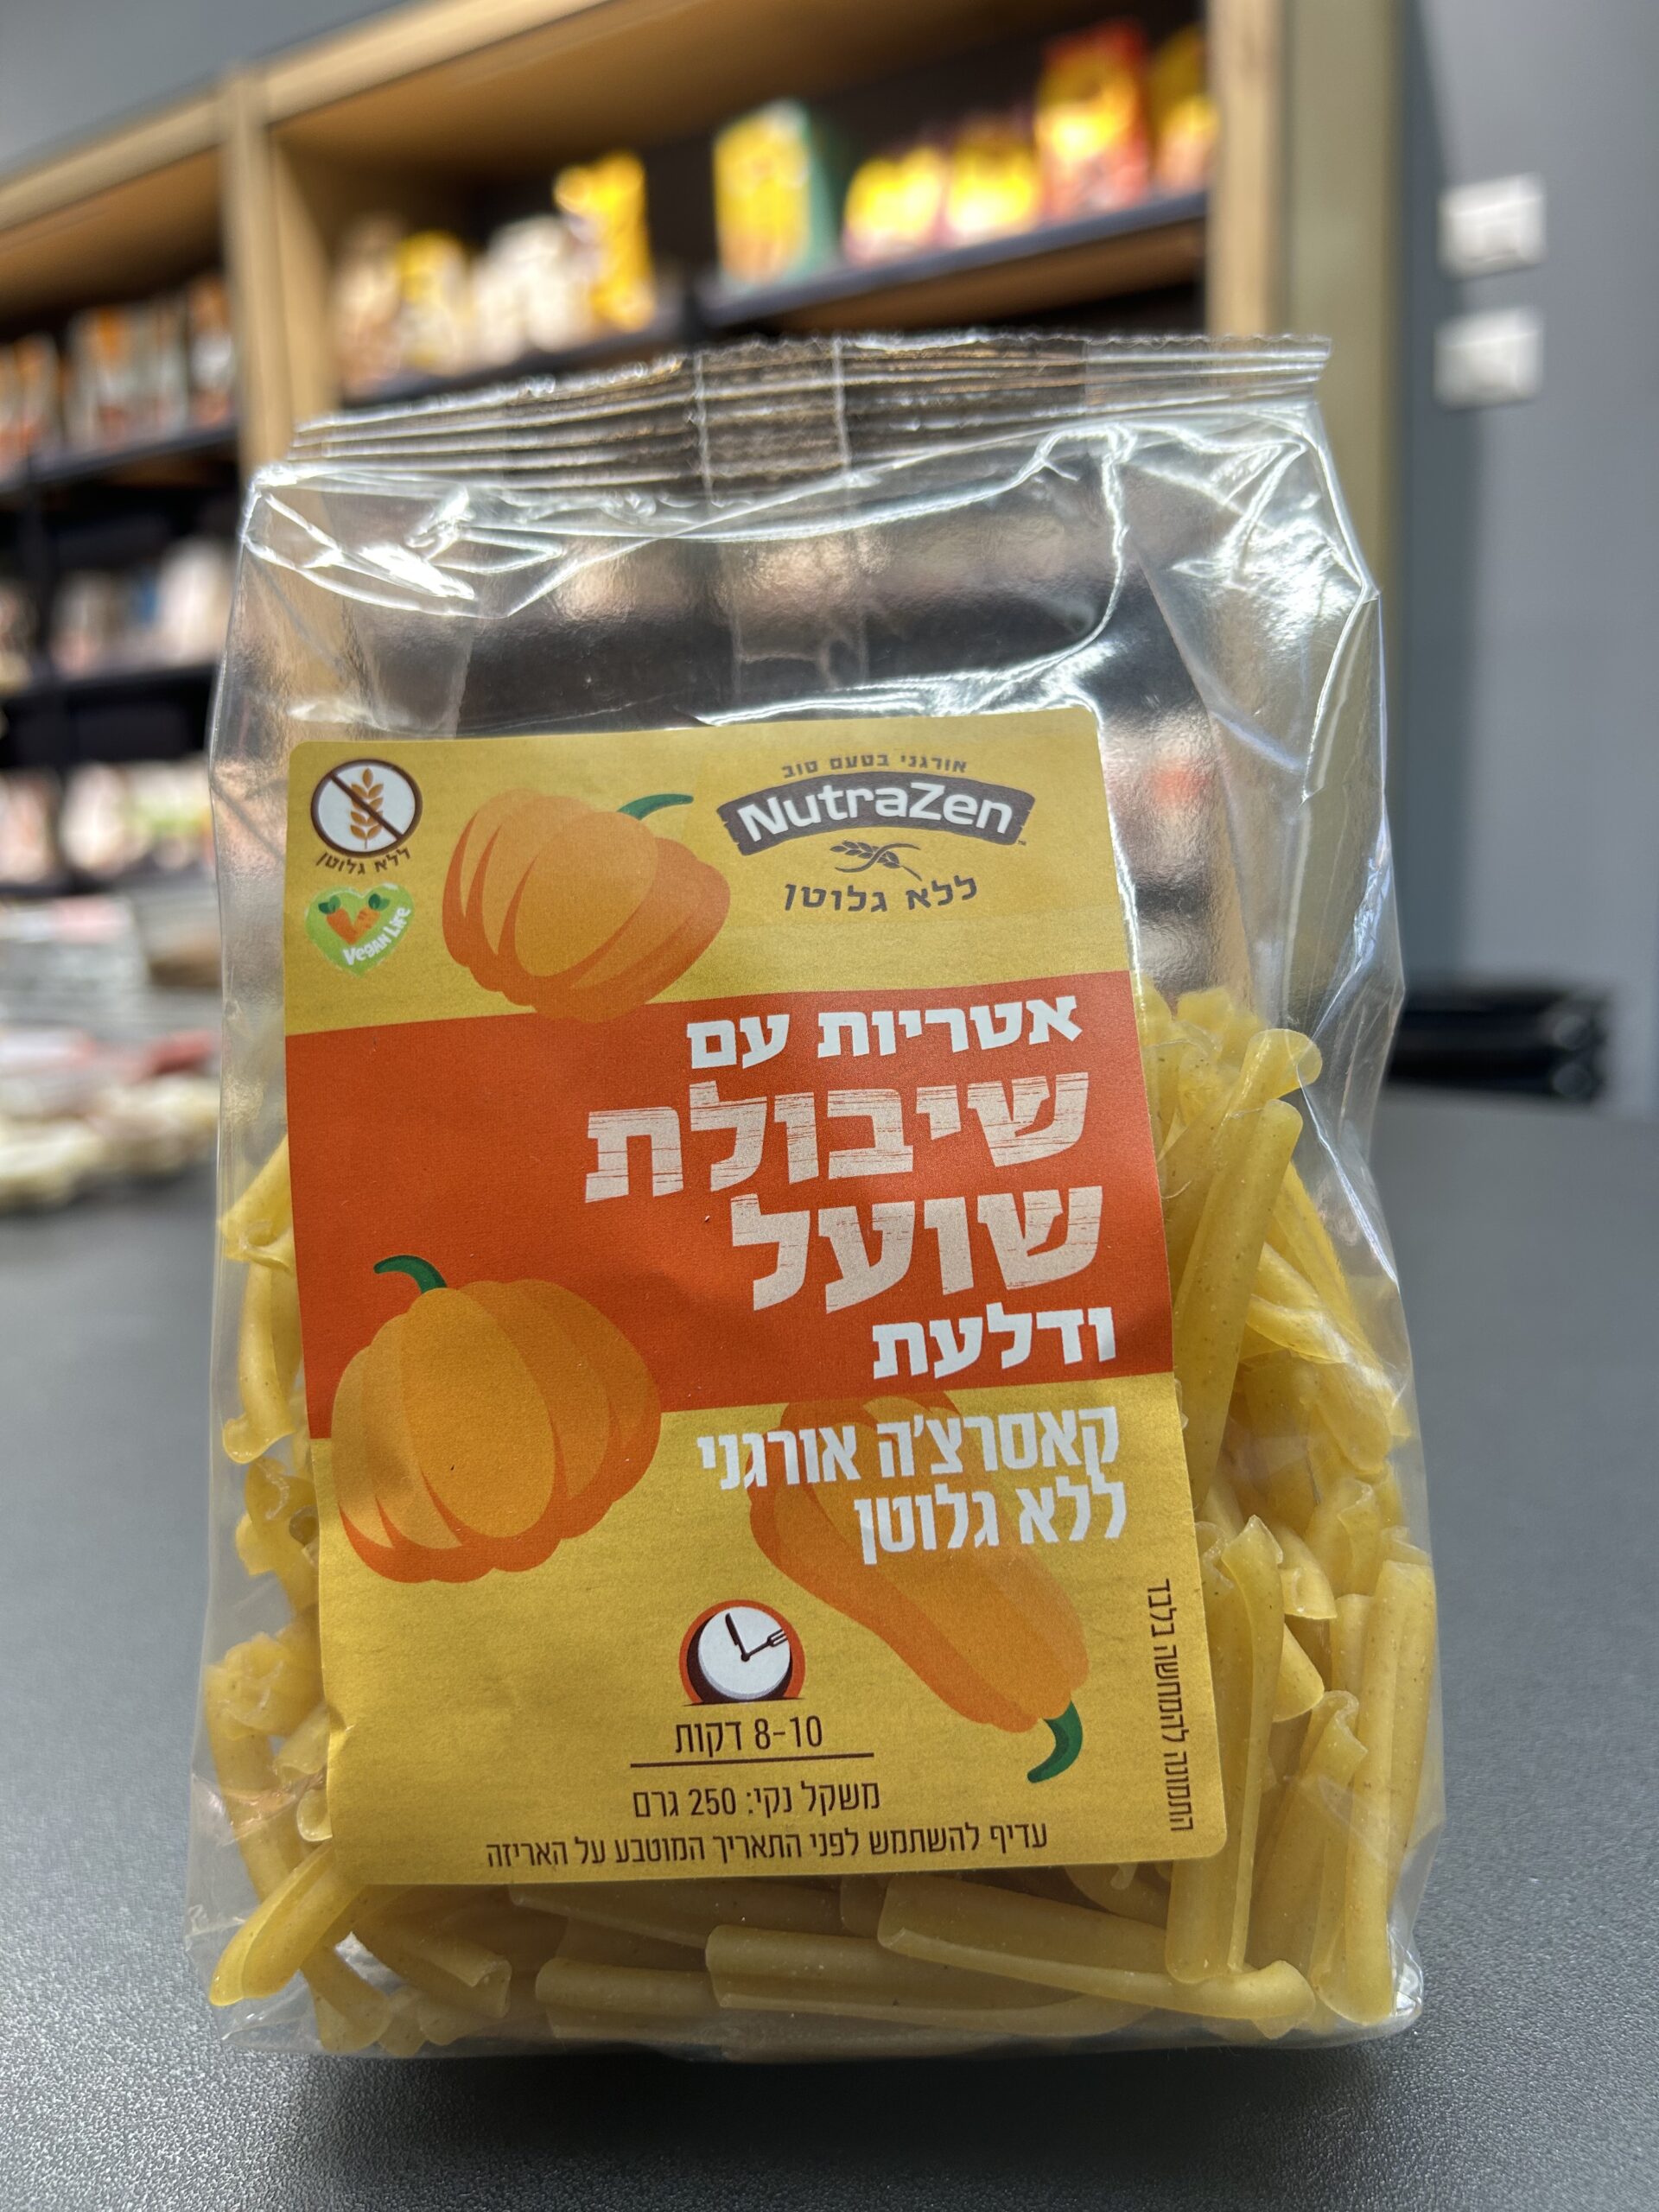 אורגני בטעם טוב
NutraZen
ללא גלוטן
ללא גלוטן
Vegan Life
אטריות עם
שיבולת
שועל
ודלעת
קאסרצ'ה אורגני
ללא גלוטן
8-10 דקות
משקל נקי: 250 גרם
עדיף להשתמש לפני התאריך המוטבע על האריזה
התמונה להמחשה בלבד